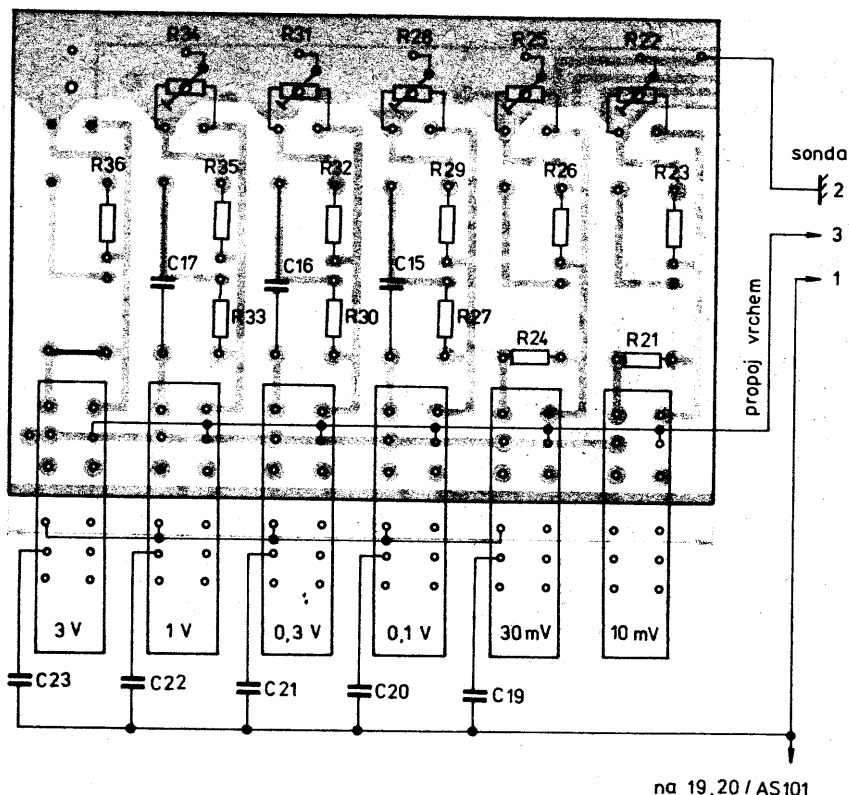 R34 R31 R28 R25 R22
R36 R35 R32 R29 R26 R23
sonda
2
3
1
C17 C16 C15
R33 R30 R27
R24 R21
propoj vrchem
3 V 1 V 0,3 V 0,1 V 30 mV 10 mV
C23 C22 C21 C20 C19
na 19,20 / AS101